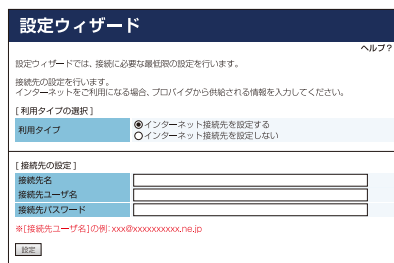 設定ウィザード
ヘルプ?
設定ウィザードでは、接続に必要な最低限の設定を行います。
接続先の設定を行います。
インターネットをご利用になる場合、プロバイダから供給される情報を入力してください。
[ 利用タイプの選択 ]
利用タイプ
インターネット接続先を設定する
インターネット接続先を設定しない
[ 接続先の設定 ]
接続先名
接続先ユーザ名
接続先パスワード
※[接続先ユーザ名]の例: xxx@xxxxxxxxxx.ne.jp
設定